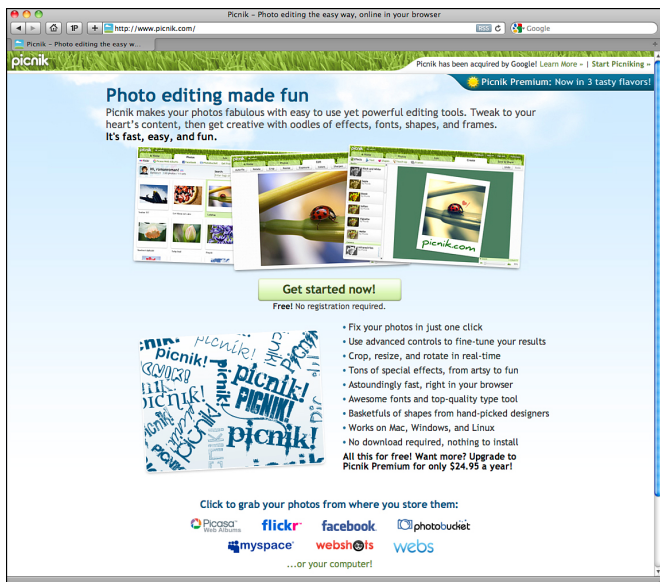 Picnik – Photo editing the easy way, online in your browser
1P
http://www.picnik.com/
RSS
Google
Picnik – Photo editing the easy w...
picnik
Picnik has been acquired by Google! Learn More » | Start Picniking »
Picnik Premium: Now in 3 tasty flavors!
Photo editing made fun
Picnik makes your photos fabulous with easy to use yet powerful editing tools. Tweak to your
heart's content, then get creative with oodles of effects, fonts, shapes, and frames.
It's fast, easy, and fun.
picnik.com
Get started now!
Free! No registration required.
picnik!
picnik!
picnik!
picnik!
PICNIK!
picnik!
• Fix your photos in just one click
• Use advanced controls to fine-tune your results
• Crop, resize, and rotate in real-time
• Tons of special effects, from artsy to fun
• Astoundingly fast, right in your browser
• Awesome fonts and top-quality type tool
• Basketfuls of shapes from hand-picked designers
• Works on Mac, Windows, and Linux
• No download required, nothing to install
All this for free! Want more? Upgrade to
Picnik Premium for only $24.95 a year!
Click to grab your photos from where you store them:
Picasa™ Web Albums flickr facebook photobucket
myspace webshots webs
...or your computer!